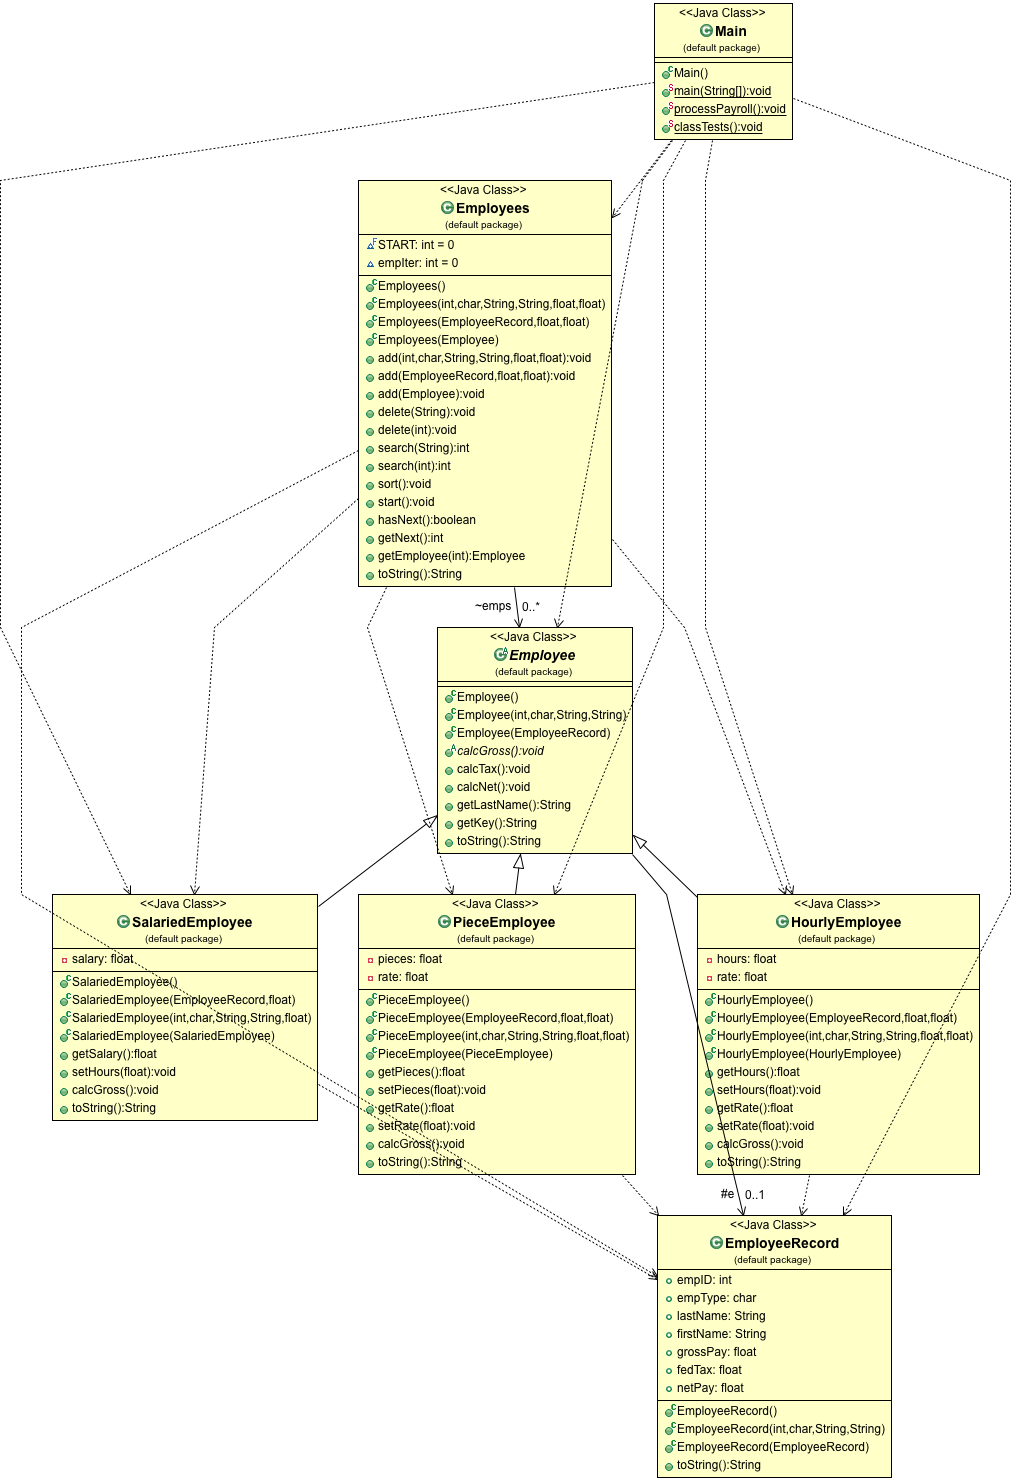 <<Java Class>>
Main
(default package)
Main()
main(String[]):void
processPayroll():void
classTests():void
<<Java Class>>
Employees
(default package)
START: int = 0
empIter: int = 0
Employees()
Employees(int,char,String,String,float,float)
Employees(EmployeeRecord,float,float)
Employees(Employee)
add(int,char,String,String,float,float):void
add(EmployeeRecord,float,float):void
add(Employee):void
delete(String):void
delete(int):void
search(String):int
search(int):int
sort():void
start():void
hasNext():boolean
getNext():int
getEmployee(int):Employee
toString():String
~emps 0..*
<<Java Class>>
Employee
(default package)
Employee()
Employee(int,char,String,String)
Employee(EmployeeRecord)
calcGross():void
calcTax():void
calcNet():void
getLastName():String
getKey():String
toString():String
<<Java Class>>
SalariedEmployee
(default package)
salary: float
SalariedEmployee()
SalariedEmployee(EmployeeRecord,float)
SalariedEmployee(int,char,String,String,float)
SalariedEmployee(SalariedEmployee)
getSalary():float
setHours(float):void
calcGross():void
toString():String
<<Java Class>>
PieceEmployee
(default package)
pieces: float
rate: float
PieceEmployee()
PieceEmployee(EmployeeRecord,float,float)
PieceEmployee(int,char,String,String,float,float)
PieceEmployee(PieceEmployee)
getPieces():float
setPieces(float):void
getRate():float
setRate(float):void
calcGross():void
toString():String
<<Java Class>>
HourlyEmployee
(default package)
hours: float
rate: float
HourlyEmployee()
HourlyEmployee(EmployeeRecord,float,float)
HourlyEmployee(int,char,String,String,float,float)
HourlyEmployee(HourlyEmployee)
getHours():float
setHours(float):void
getRate():float
setRate(float):void
calcGross():void
toString():String
#e 0..1
<<Java Class>>
EmployeeRecord
(default package)
empID: int
empType: char
lastName: String
firstName: String
grossPay: float
fedTax: float
netPay: float
EmployeeRecord()
EmployeeRecord(int,char,String,String)
EmployeeRecord(EmployeeRecord)
toString():String